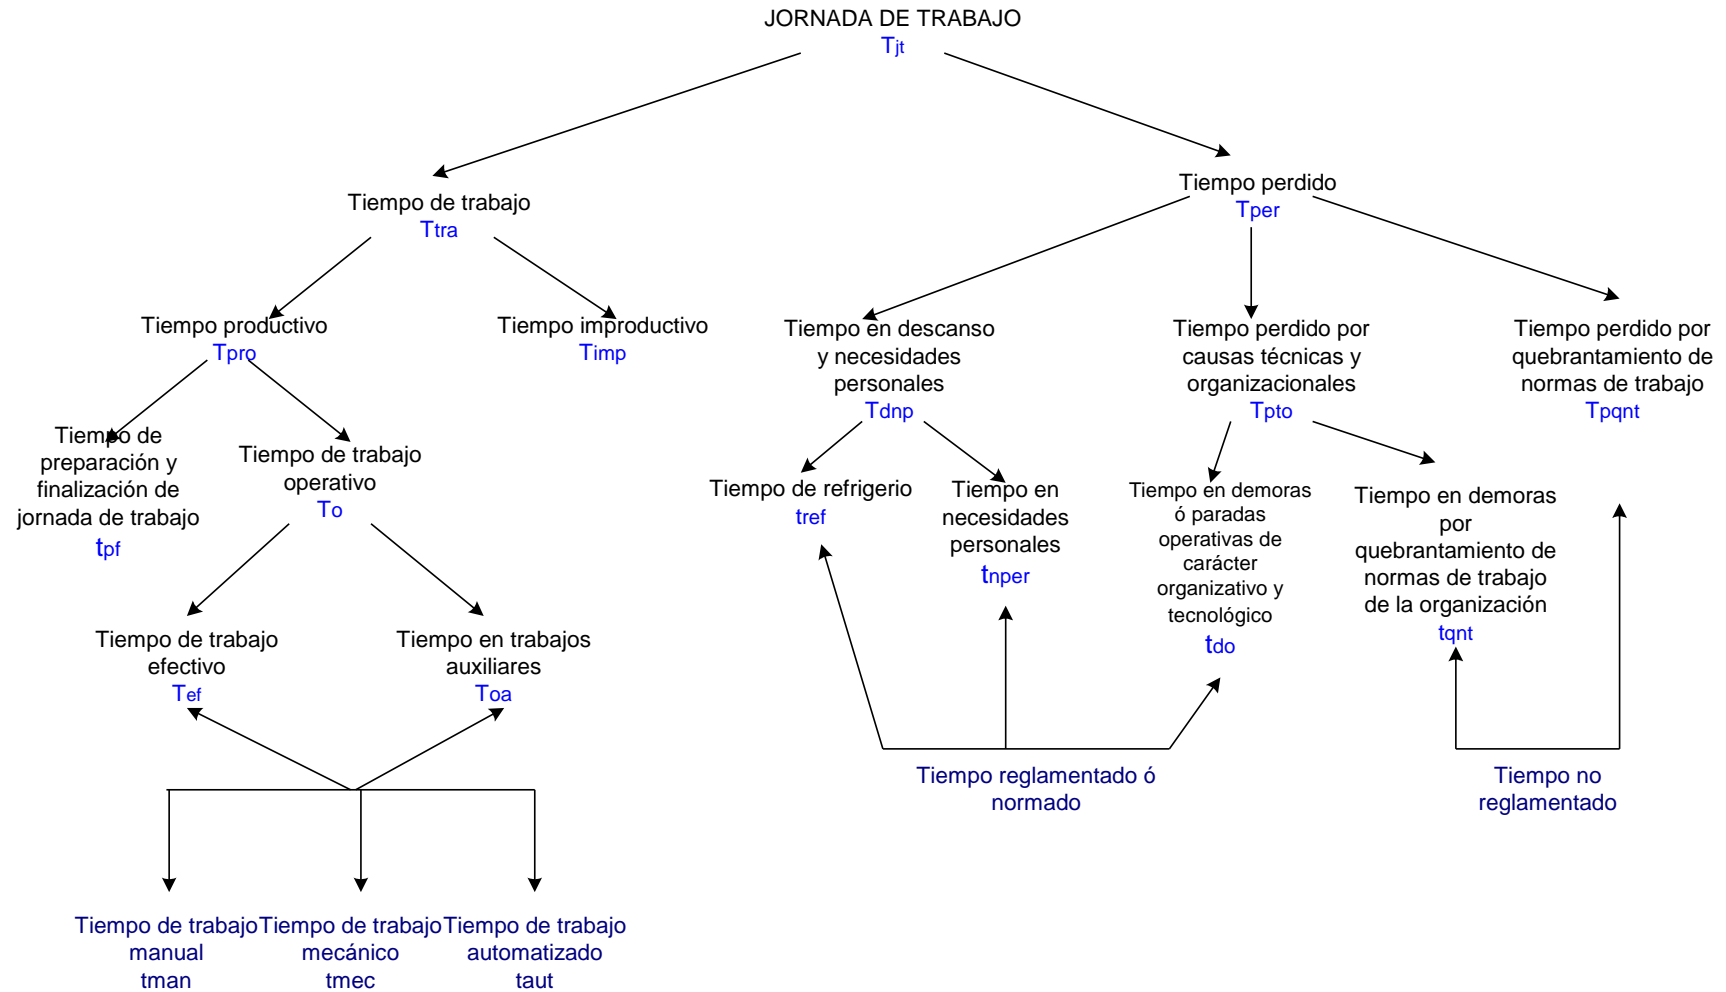 JORNADA DE TRABAJO
Tjt
Tiempo de trabajo
Ttra
Tiempo perdido
Tper
Tiempo productivo
Tpro
Tiempo improductivo
Timp
Tiempo en descanso
y necesidades
personales
Tdnp
Tiempo perdido por
causas técnicas y
organizacionales
Tpto
Tiempo perdido por
quebrantamiento de
normas de trabajo
Tpqnt
Tiempo de
preparación y
finalización de
jornada de trabajo
tpf
Tiempo de trabajo
operativo
To
Tiempo de refrigerio
tref
Tiempo en
necesidades
personales
tnper
Tiempo en demoras
ó paradas
operativas de
carácter
organizativo y
tecnológico
tdo
Tiempo en demoras
por
quebrantamiento de
normas de trabajo
de la organización
tqnt
Tiempo de trabajo
efectivo
Tef
Tiempo en trabajos
auxiliares
Toa
Tiempo reglamentado ó
normado
Tiempo no
reglamentado
Tiempo de trabajo
manual
tman
Tiempo de trabajo
mecánico
tmec
Tiempo de trabajo
automatizado
taut